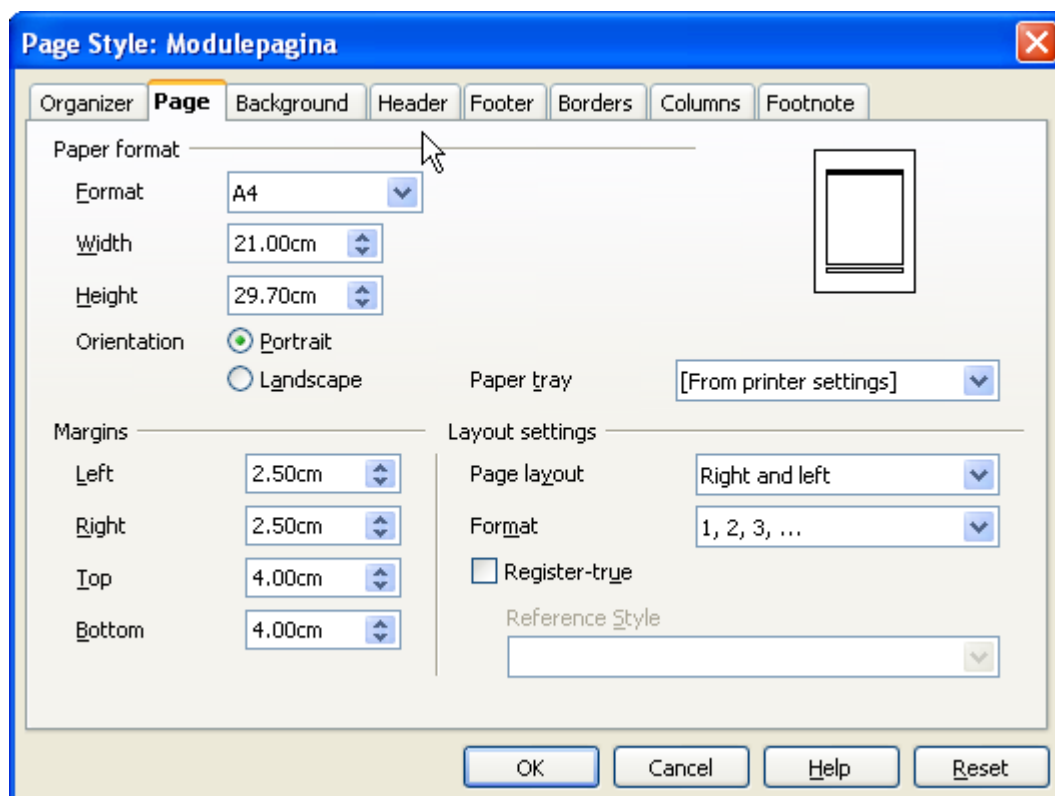 Page Style: Modulepagina
Organizer Page Background Header Footer Borders Columns Footnote
Paper format
Format A4
Width 21.00cm
Height 29.70cm
Orientation Portrait
Landscape Paper tray [From printer settings]
Margins Layout settings
Left 2.50cm Page layout Right and left
Right 2.50cm Format 1, 2, 3, ...
Top 4.00cm Register-true
Reference Style
Bottom 4.00cm
OK Cancel Help Reset